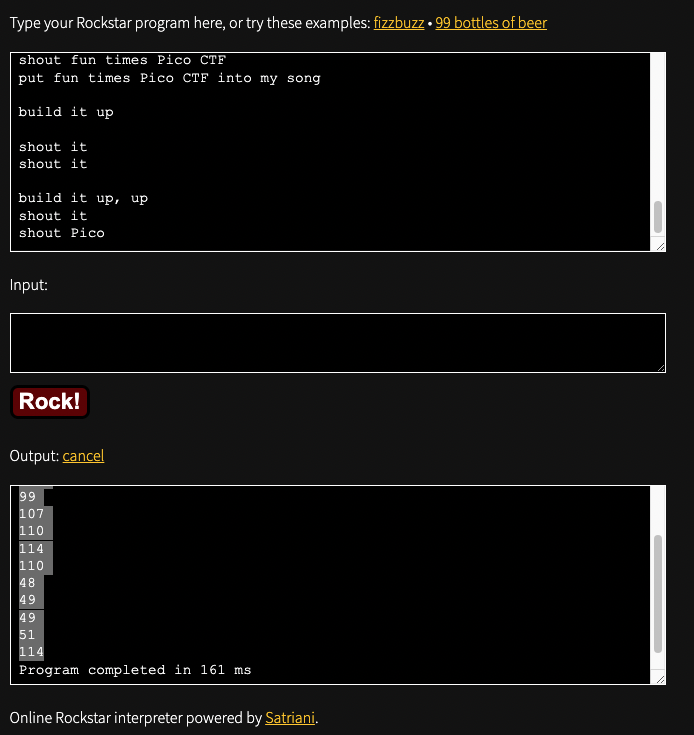 Type your Rockstar program here, or try these examples: fizzbuzz • 99 bottles of beer
shout fun times Pico CTF
put fun times Pico CTF into my song
build it up
shout it
shout it
build it up, up
shout it
shout Pico
Input:
Rock!
Output: cancel
99
107
110
114
110
48
49
49
51
114
Program completed in 161 ms
Online Rockstar interpreter powered by Satriani.